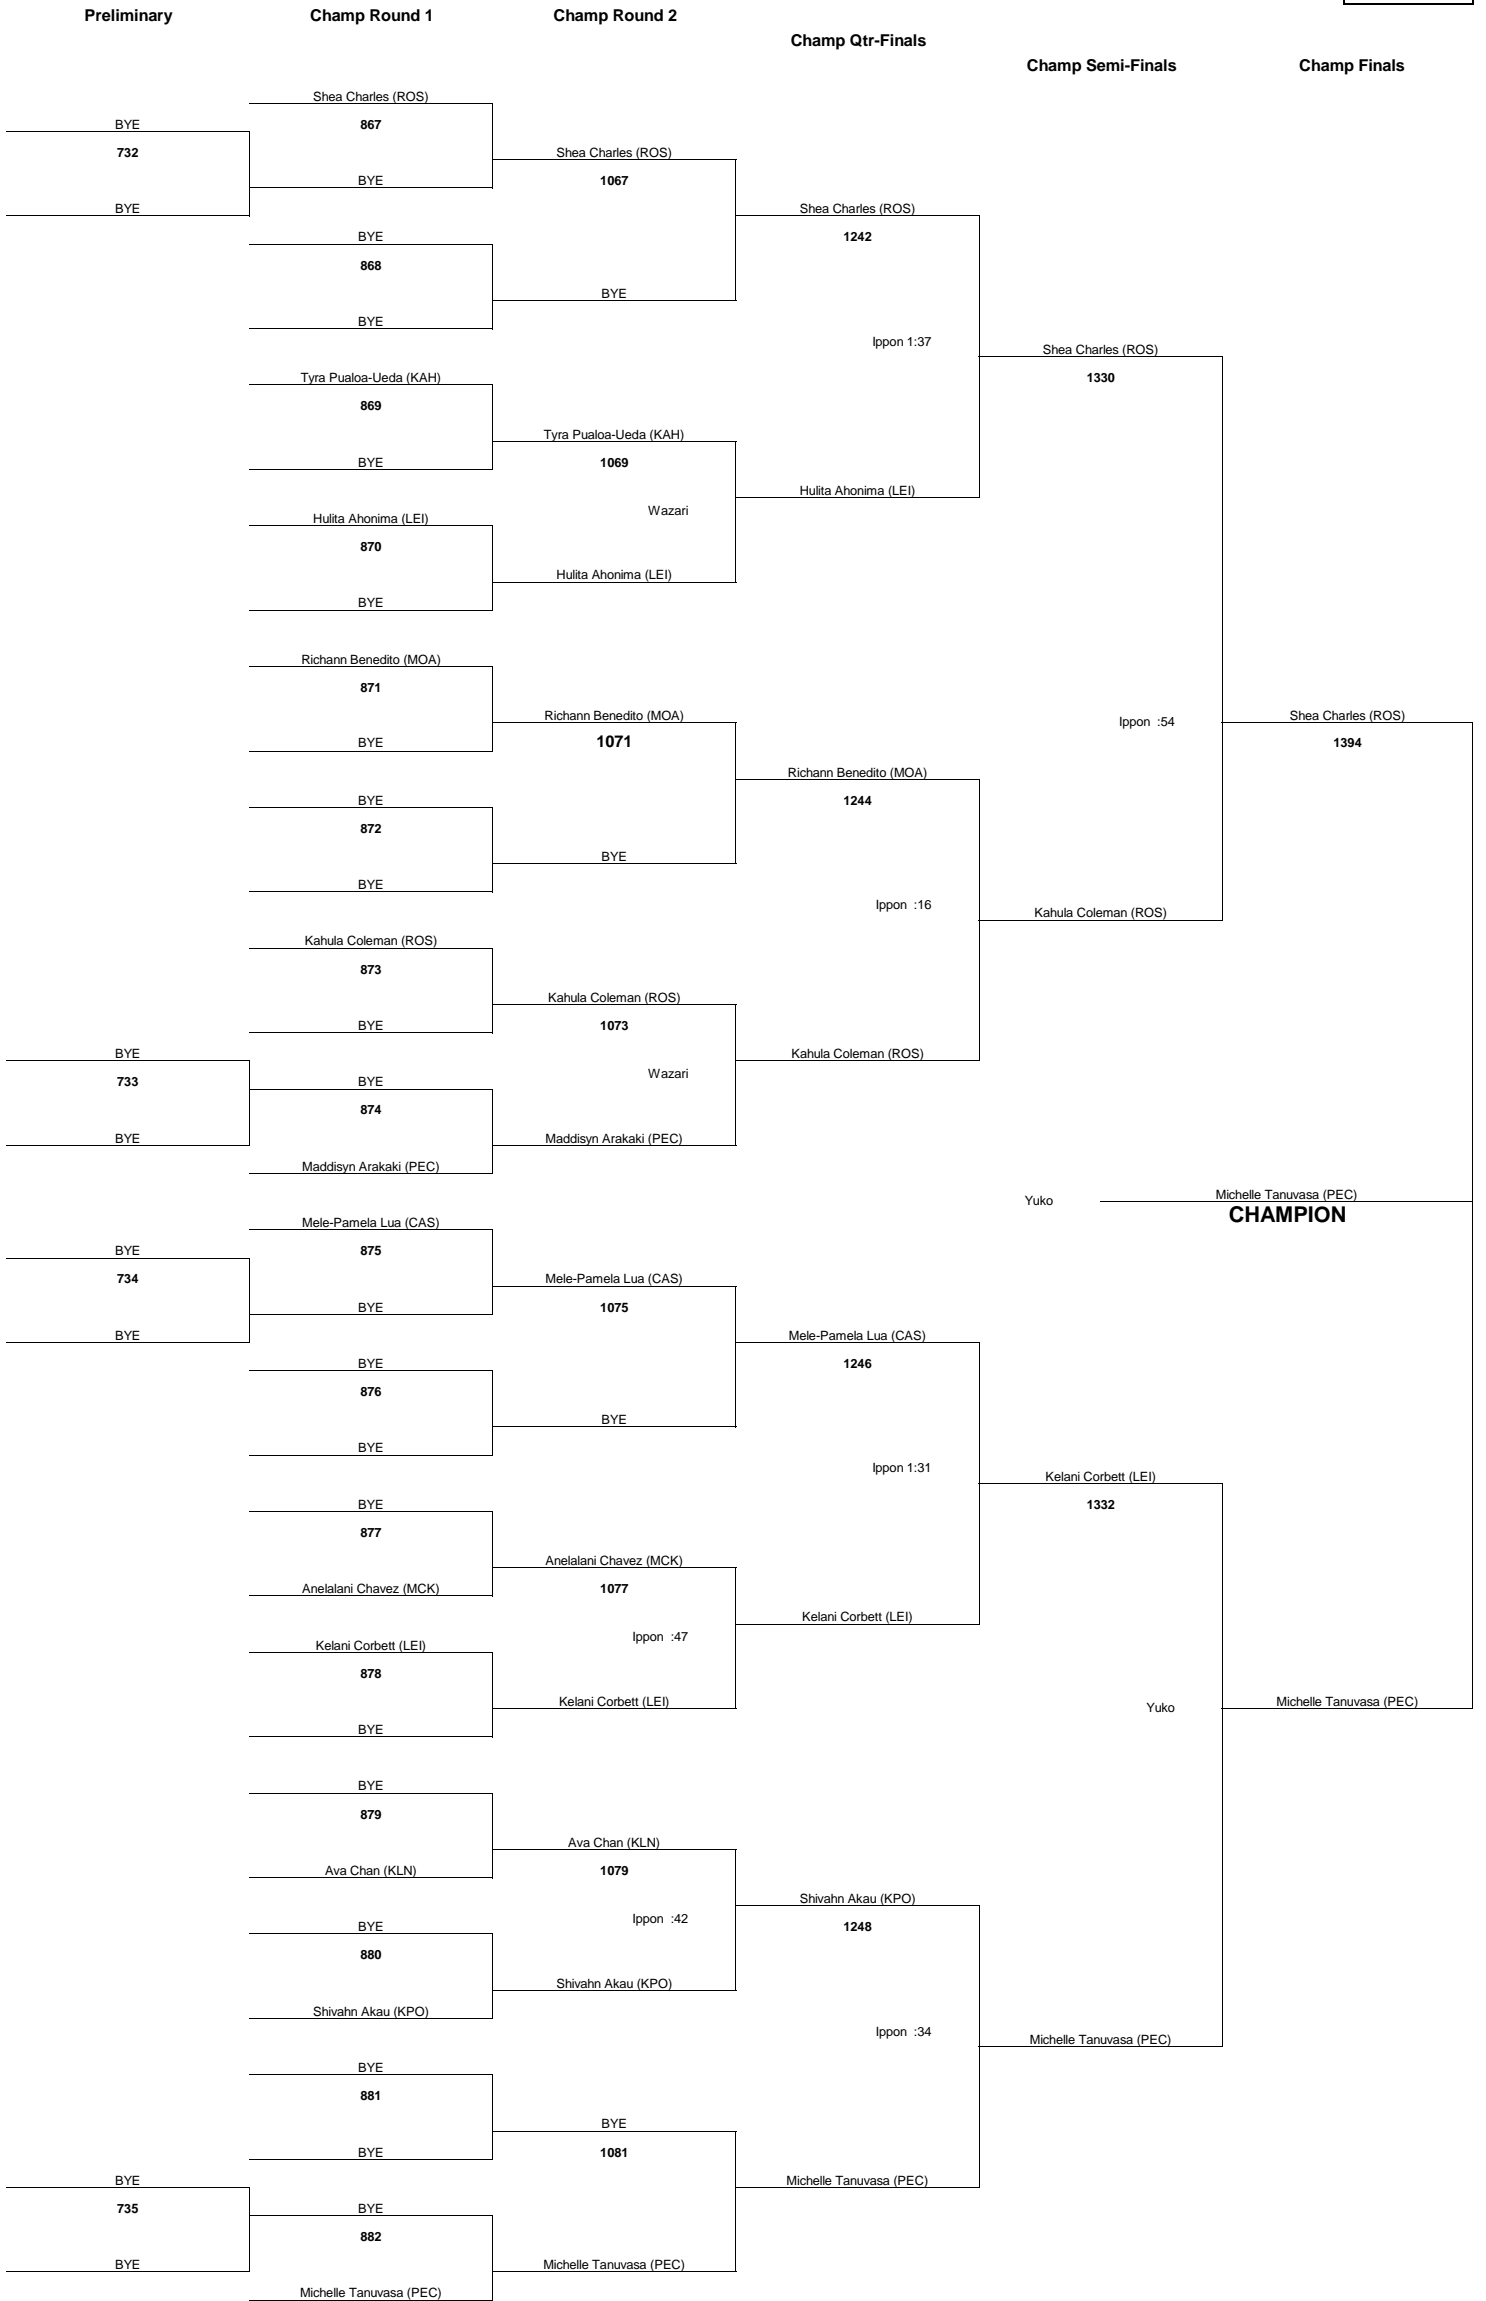 Preliminary
Champ Round 1
Champ Round 2
Champ Qtr-Finals
Champ Semi-Finals
Champ Finals
Shea Charles (ROS)
BYE
867
732
Shea Charles (ROS)
BYE
1067
BYE
Shea Charles (ROS)
BYE
1242
868
BYE
BYE
Ippon 1:37
Shea Charles (ROS)
Tyra Pualoa-Ueda (KAH)
1330
869
Tyra Pualoa-Ueda (KAH)
BYE
1069
Hulita Ahonima (LEI)
Wazari
Hulita Ahonima (LEI)
870
Hulita Ahonima (LEI)
BYE
Richann Benedito (MOA)
871
Richann Benedito (MOA)
Ippon :54
Shea Charles (ROS)
BYE
1071
1394
Richann Benedito (MOA)
BYE
1244
872
BYE
BYE
Ippon :16
Kahula Coleman (ROS)
Kahula Coleman (ROS)
873
Kahula Coleman (ROS)
BYE
1073
BYE
Kahula Coleman (ROS)
Wazari
733
BYE
874
BYE
Maddisyn Arakaki (PEC)
Maddisyn Arakaki (PEC)
Yuko
Michelle Tanuvasa (PEC)
CHAMPION
Mele-Pamela Lua (CAS)
BYE
875
734
Mele-Pamela Lua (CAS)
BYE
1075
BYE
Mele-Pamela Lua (CAS)
BYE
1246
876
BYE
BYE
Ippon 1:31
Kelani Corbett (LEI)
BYE
1332
877
Anelalani Chavez (MCK)
Anelalani Chavez (MCK)
1077
Kelani Corbett (LEI)
Ippon :47
Kelani Corbett (LEI)
878
Kelani Corbett (LEI)
Yuko
Michelle Tanuvasa (PEC)
BYE
BYE
879
Ava Chan (KLN)
Ava Chan (KLN)
1079
Shivahn Akau (KPO)
Ippon :42
BYE
1248
880
Shivahn Akau (KPO)
Shivahn Akau (KPO)
Ippon :34
Michelle Tanuvasa (PEC)
BYE
881
BYE
BYE
1081
BYE
Michelle Tanuvasa (PEC)
735
BYE
882
BYE
Michelle Tanuvasa (PEC)
Michelle Tanuvasa (PEC)